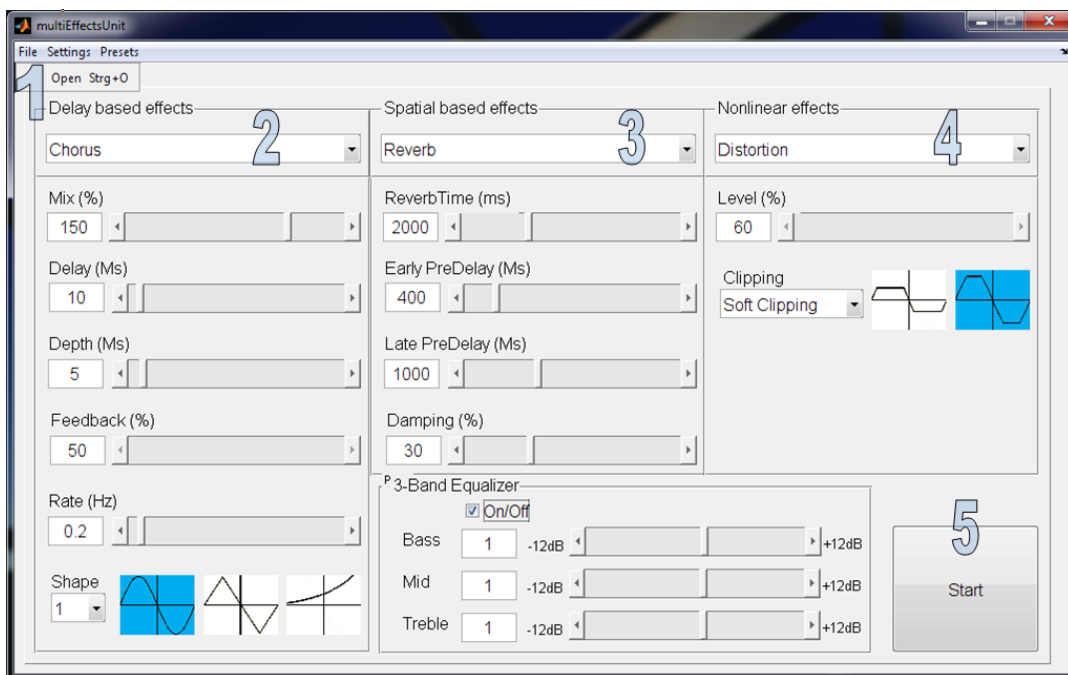 multiEffectsUnit
File Settings Presets
1 Open Strg+O
Delay based effects
2
Chorus
Mix (%)
150
Delay (Ms)
10
Depth (Ms)
5
Feedback (%)
50
Rate (Hz)
0.2
Shape
1
Spatial based effects
3
Reverb
ReverbTime (ms)
2000
Early PreDelay (Ms)
400
Late PreDelay (Ms)
1000
Damping (%)
30
Nonlinear effects
4
Distortion
Level (%)
60
Clipping
Soft Clipping
P 3-Band Equalizer
On/Off
Bass 1 -12dB +12dB
Mid 1 -12dB +12dB
Treble 1 -12dB +12dB
5
Start